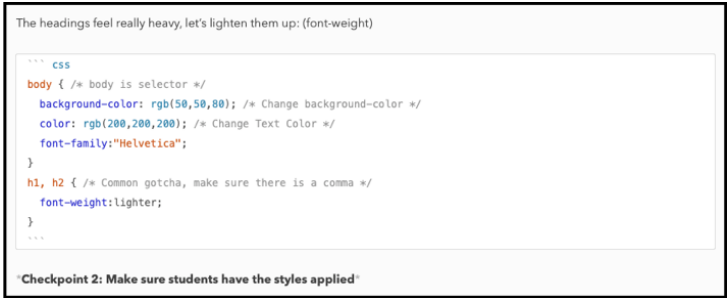 The headings feel really heavy, let's lighten them up: (font-weight)
``` css
body { /* body is selector */
background-color: rgb(50,50,80); /* Change background-color */
color: rgb(200,200,200); /* Change Text Color */
font-family:"Helvetica";
}
h1, h2 { /* Common gotcha, make sure there is a comma */
font-weight:lighter;
}
```
*Checkpoint 2: Make sure students have the styles applied*